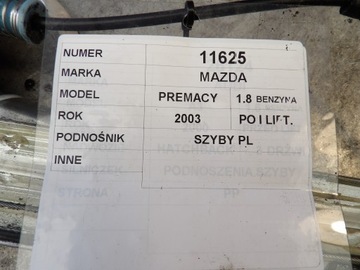 NUMER 11625
MARKA MAZDA
MODEL PREMACY 1.8 BENZYNA
ROK 2003 PO I LIFT.
PODNOŚNIK SZYBY PL
INNE
HATCHBACK
PODNOSZENIA SZYBY
STRONA PP